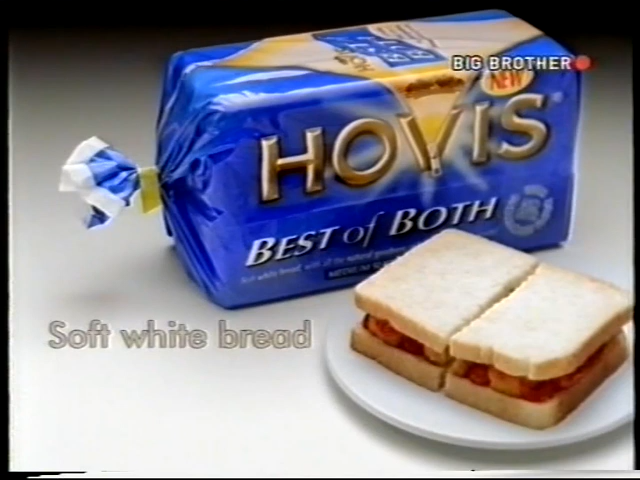 BIG BROTHER
NEW
HOVIS
BEST of BOTH
Soft white bread